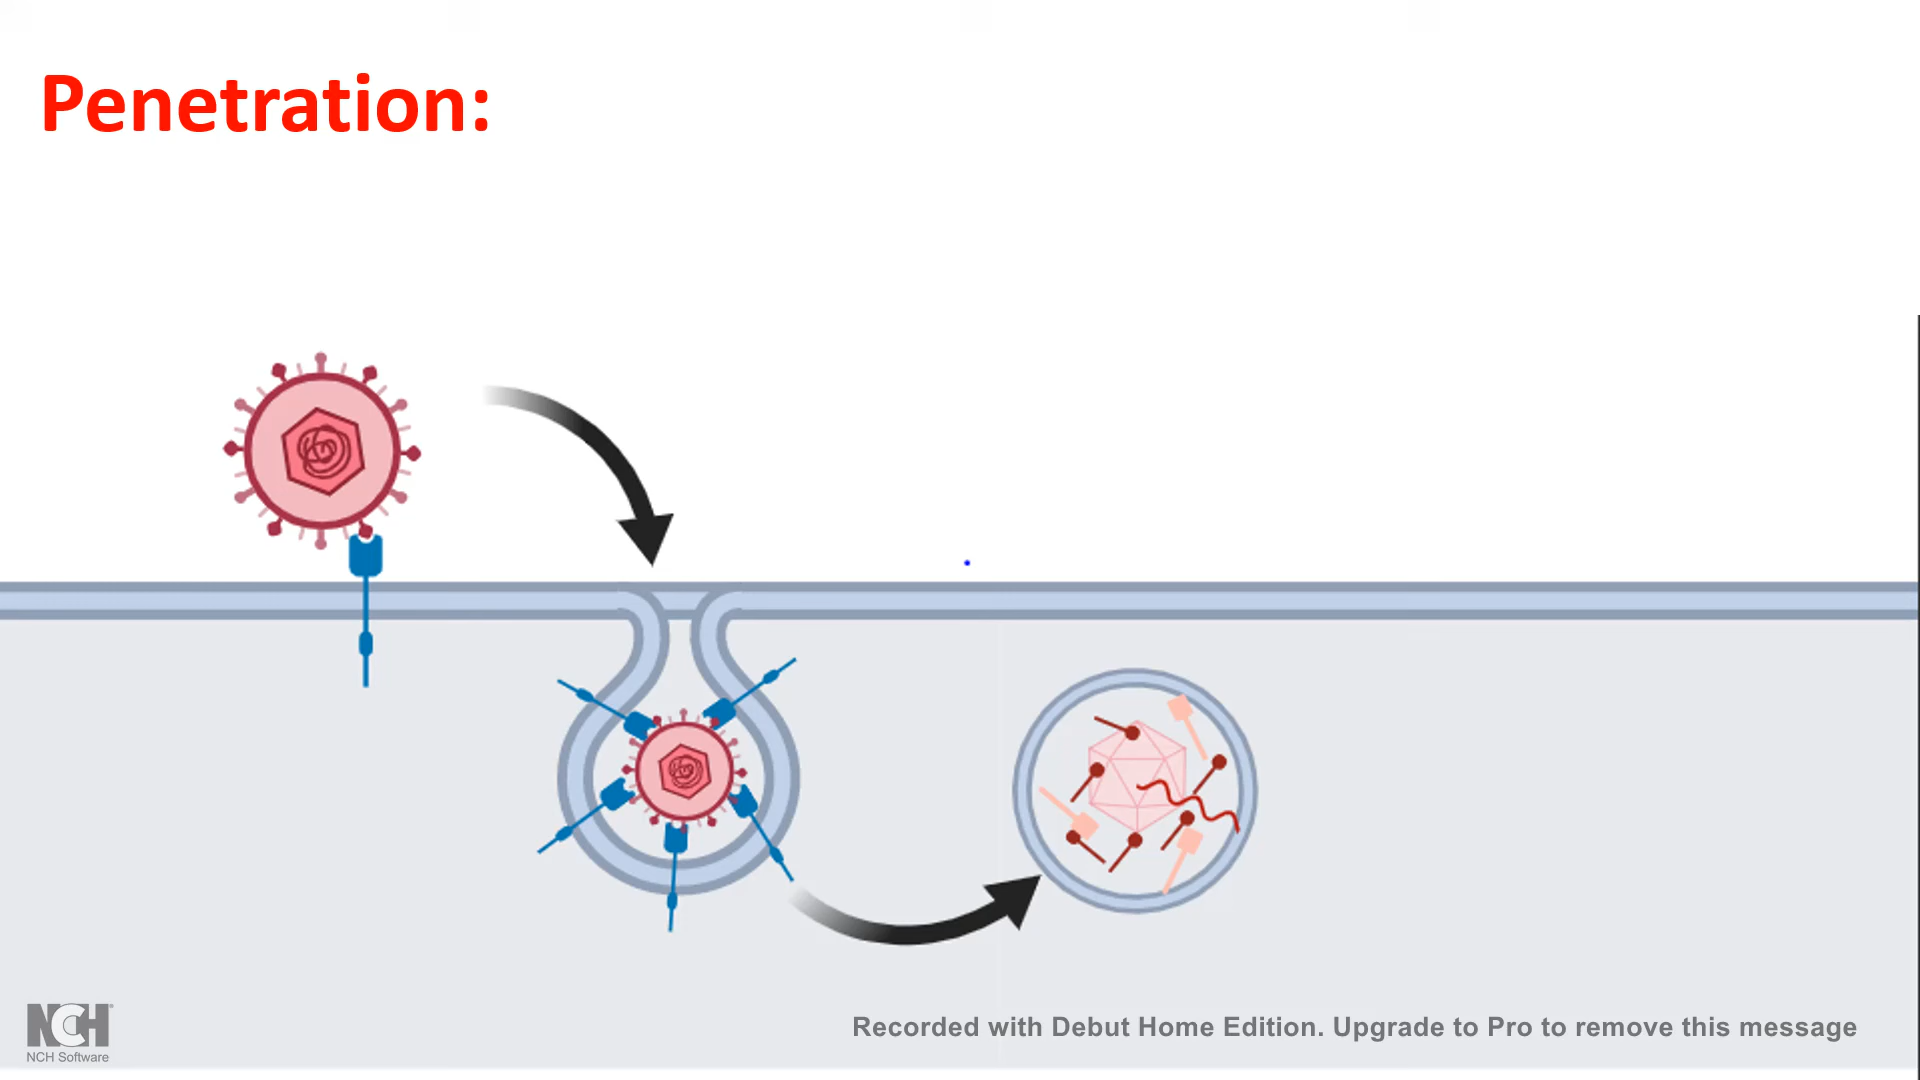 Penetration:
NCH
NCH Software
Recorded with Debut Home Edition. Upgrade to Pro to remove this message